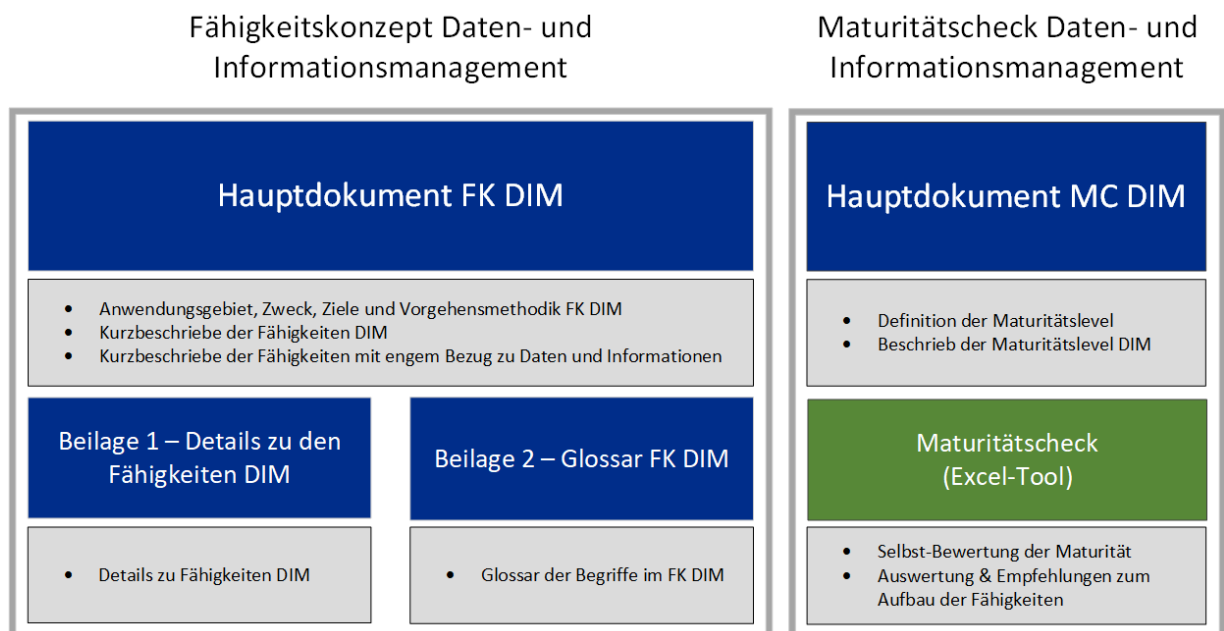 Fähigkeitskonzept Daten- und
Informationsmanagement
Hauptdokument FK DIM
• Anwendungsgebiet, Zweck, Ziele und Vorgehensmethodik FK DIM
• Kurzbeschriebe der Fähigkeiten DIM
• Kurzbeschriebe der Fähigkeiten mit engem Bezug zu Daten und Informationen
Beilage 1 – Details zu den
Fähigkeiten DIM
• Details zu Fähigkeiten DIM
Beilage 2 – Glossar FK DIM
• Glossar der Begriffe im FK DIM
Maturitätscheck Daten- und
Informationsmanagement
Hauptdokument MC DIM
• Definition der Maturitätslevel
• Beschrieb der Maturitätslevel DIM
Maturitätscheck
(Excel-Tool)
• Selbst-Bewertung der Maturität
• Auswertung & Empfehlungen zum
Aufbau der Fähigkeiten